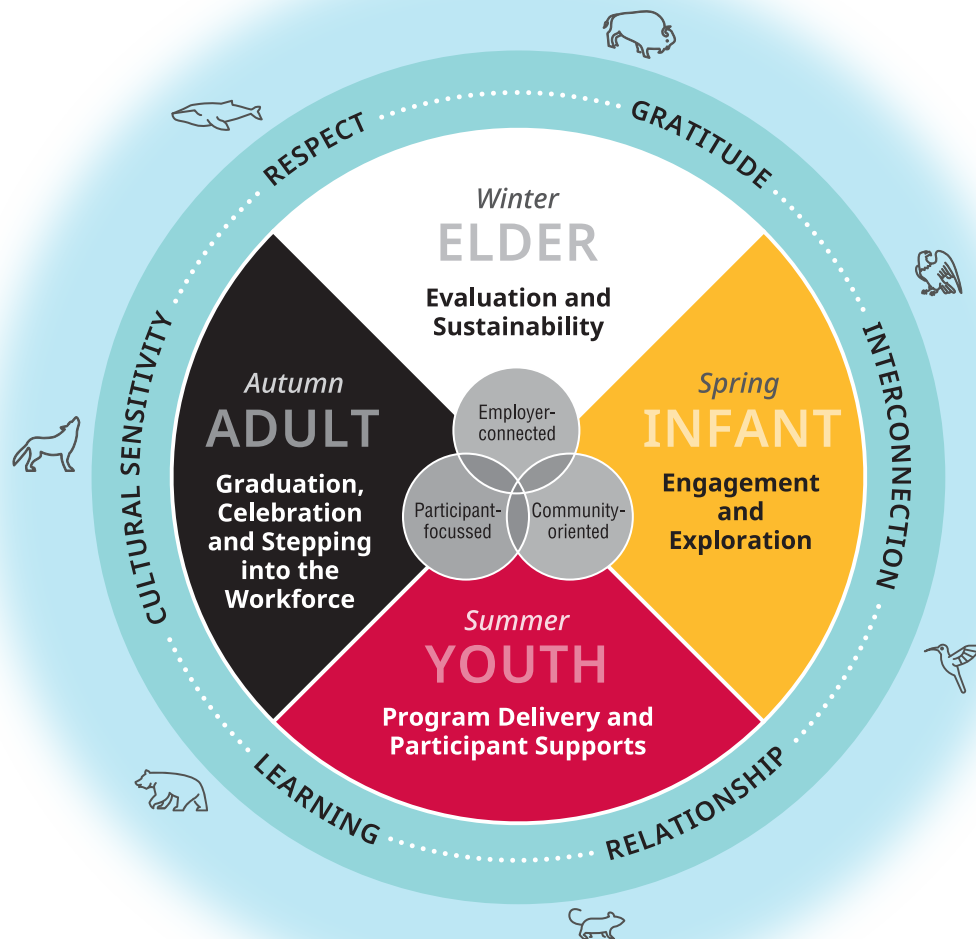 RESPECT
GRATITUDE
INTERCONNECTION
RELATIONSHIP
LEARNING
CULTURAL SENSITIVITY
Winter
ELDER
Evaluation and
Sustainability
Spring
INFANT
Engagement
and
Exploration
Summer
YOUTH
Program Delivery and
Participant Supports
Autumn
ADULT
Graduation,
Celebration
and Stepping
into the
Workforce
Employer-
connected
Participant-
focussed
Community-
oriented